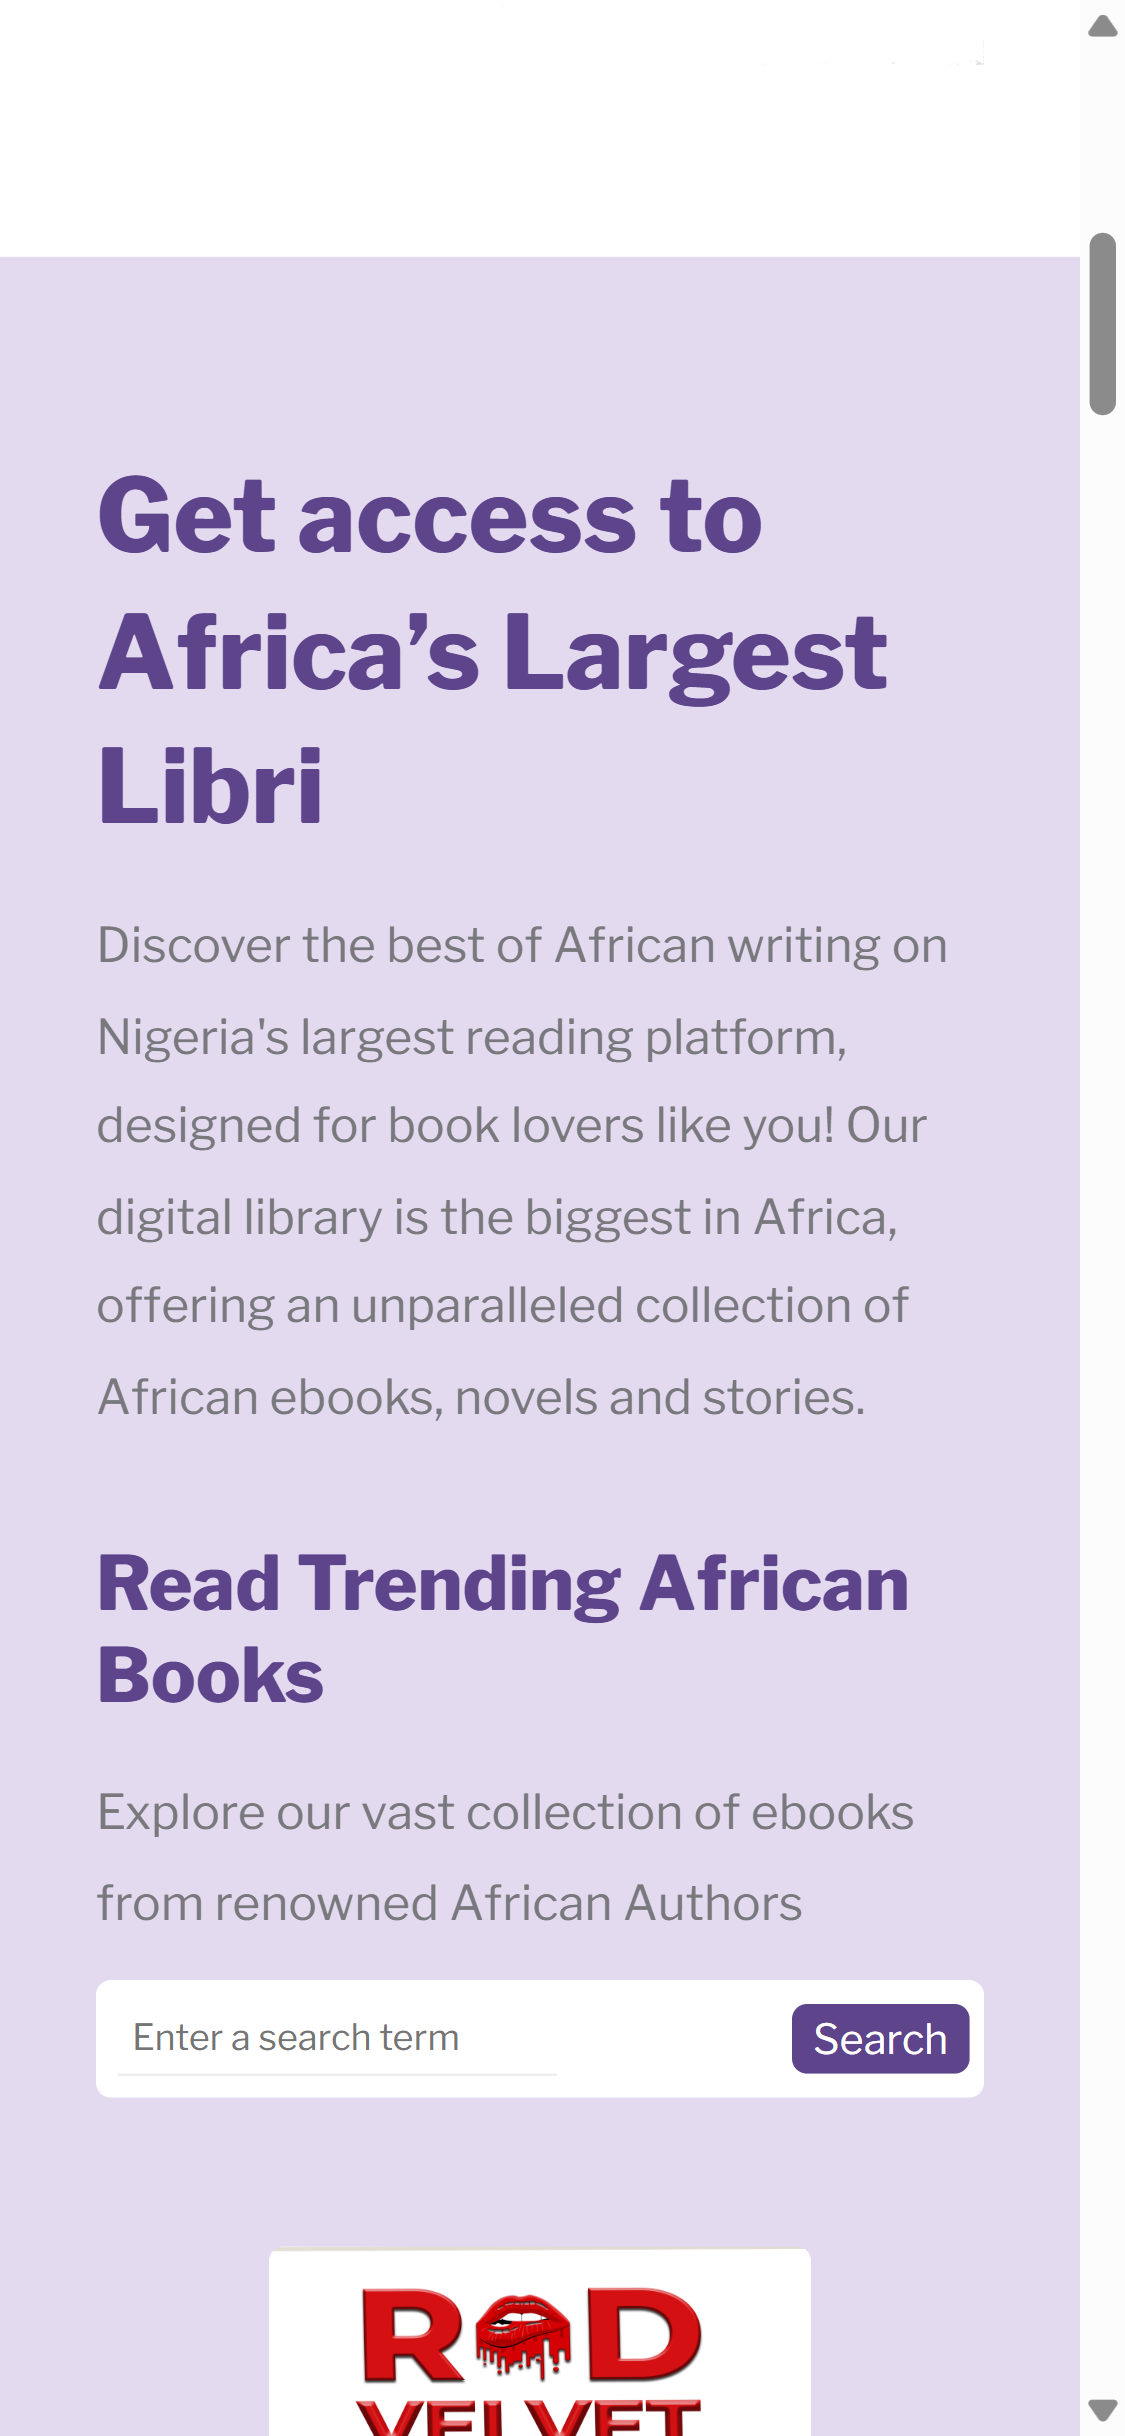 Get access to
Africa’s Largest
Libri
Discover the best of African writing on
Nigeria's largest reading platform,
designed for book lovers like you! Our
digital library is the biggest in Africa,
offering an unparalleled collection of
African ebooks, novels and stories.
Read Trending African
Books
Explore our vast collection of ebooks
from renowned African Authors
Enter a search term
Search
RED
VELVET